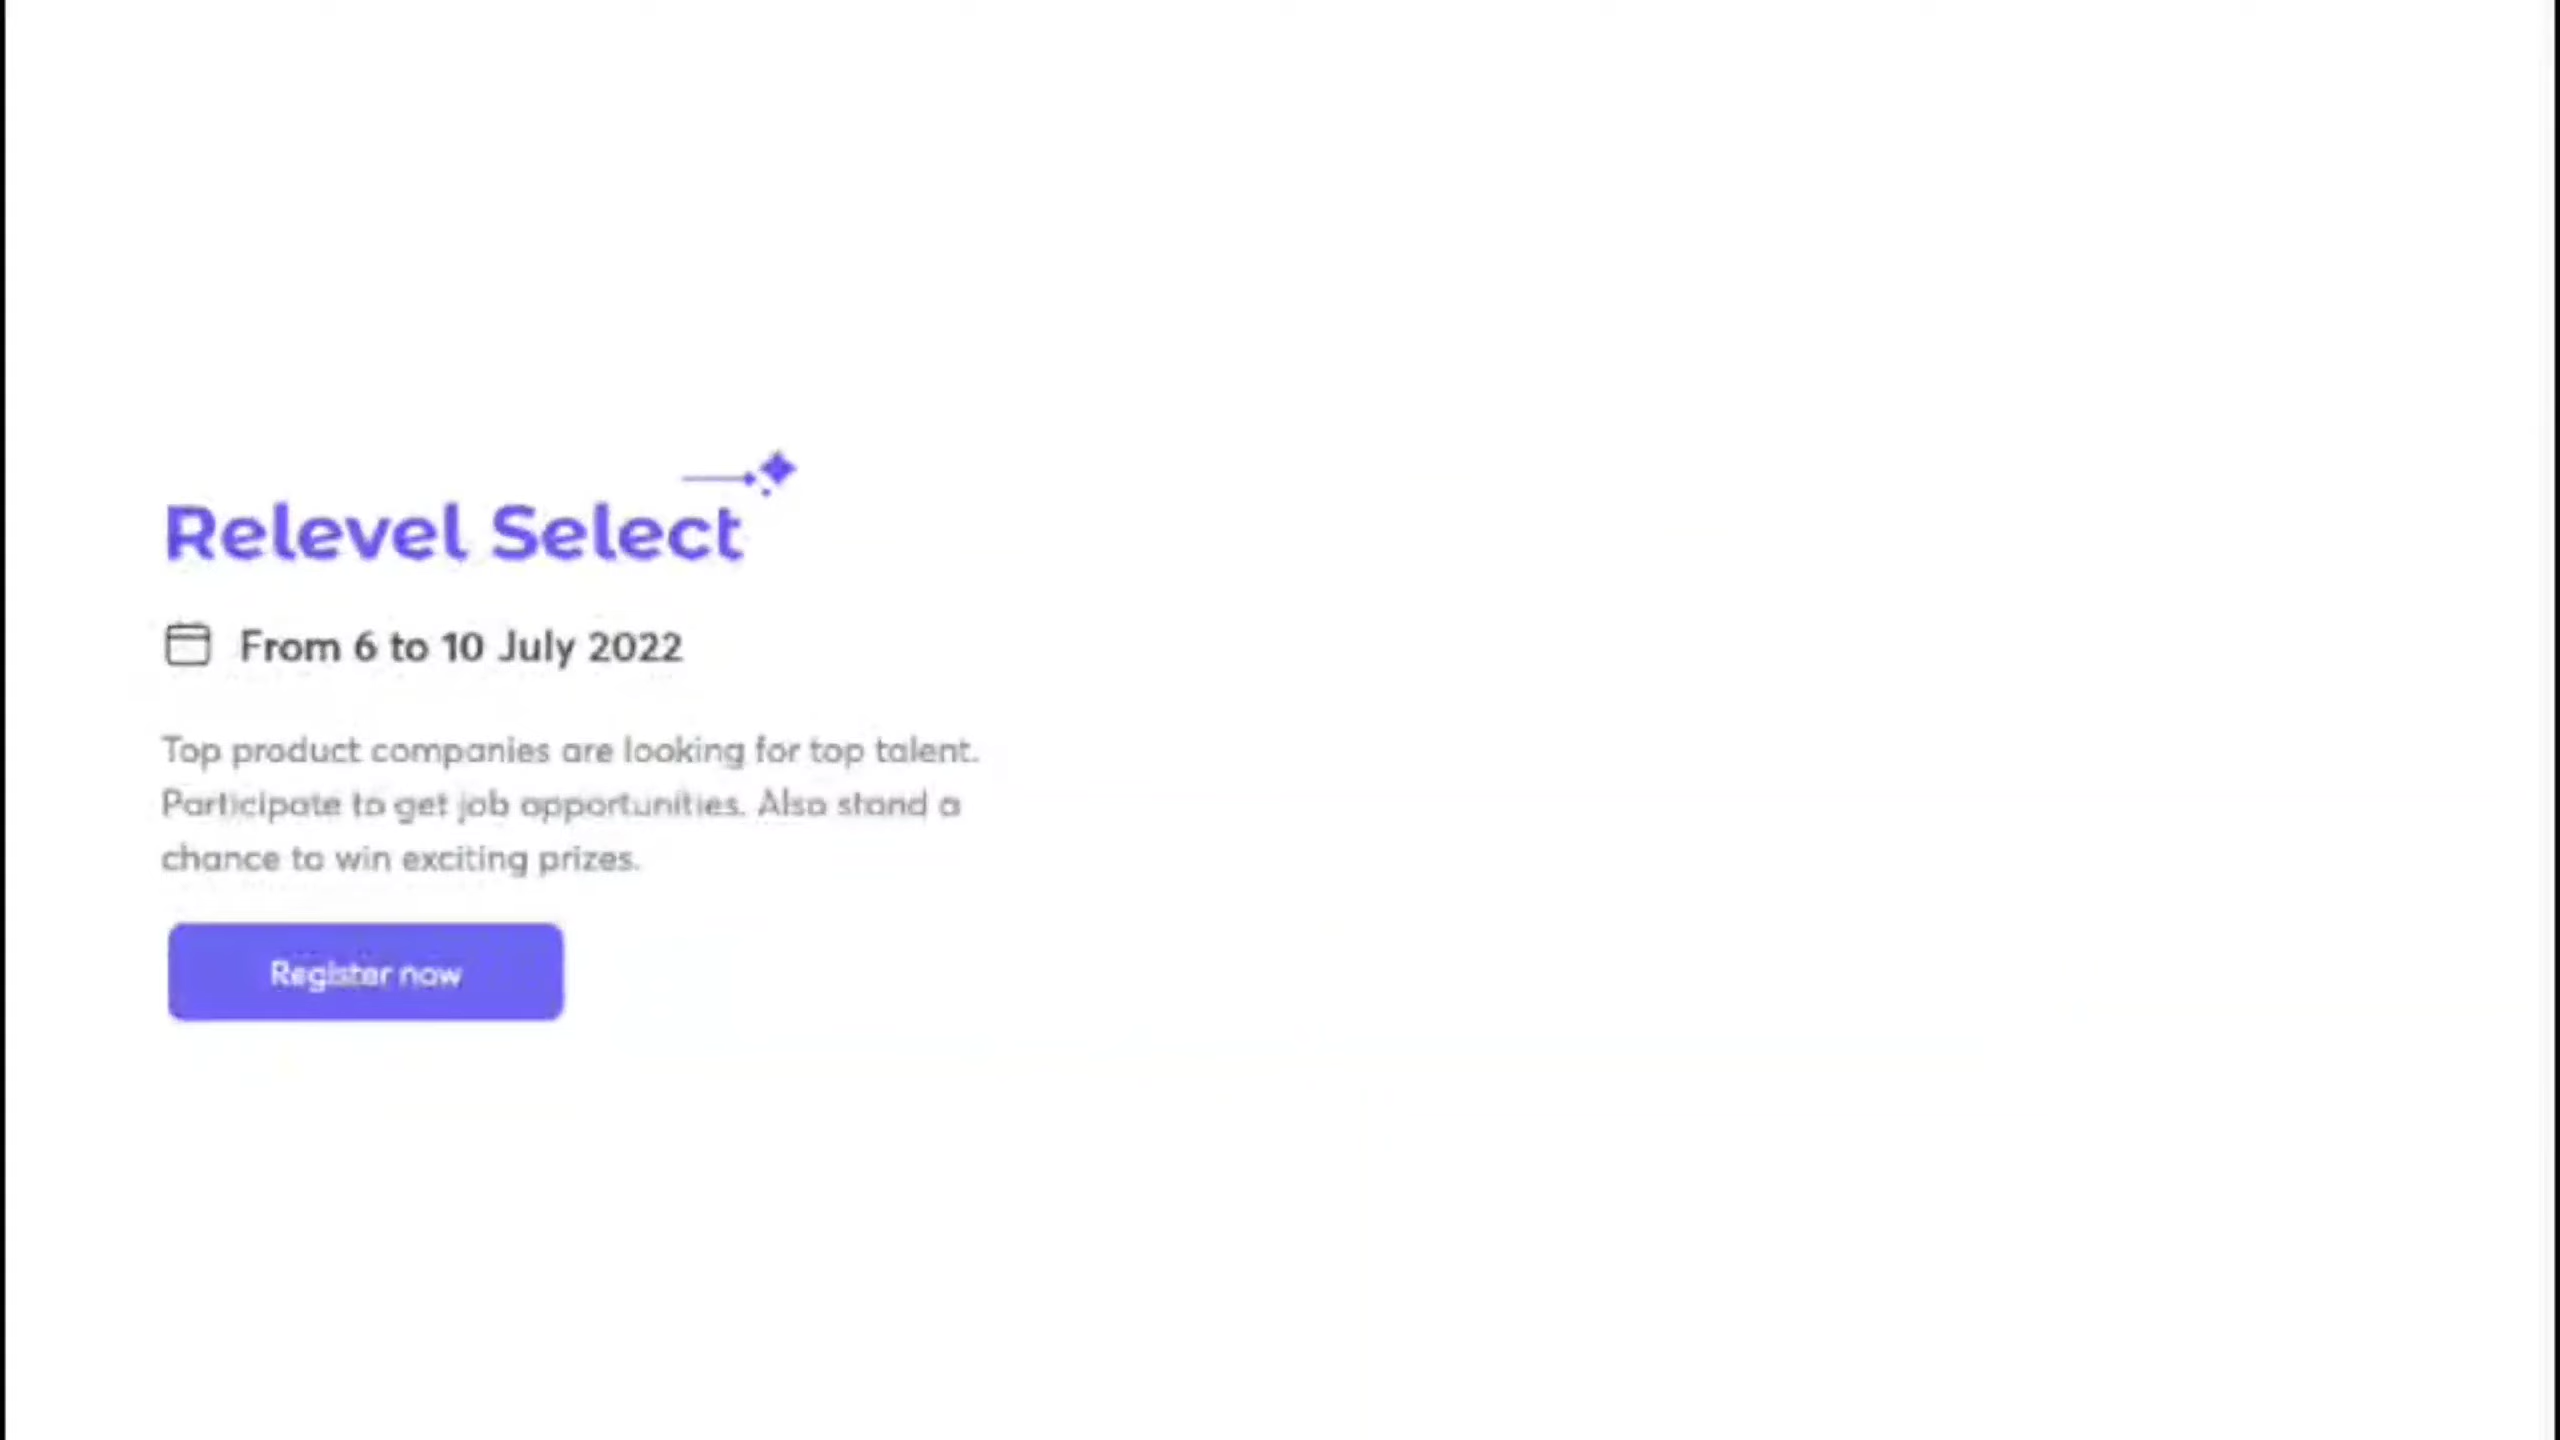 Relevel Select
From 6 to 10 July 2022
Top product companies are looking for top talent.
Participate to get job opportunities. Also stand a
chance to win exciting prizes.
Register now